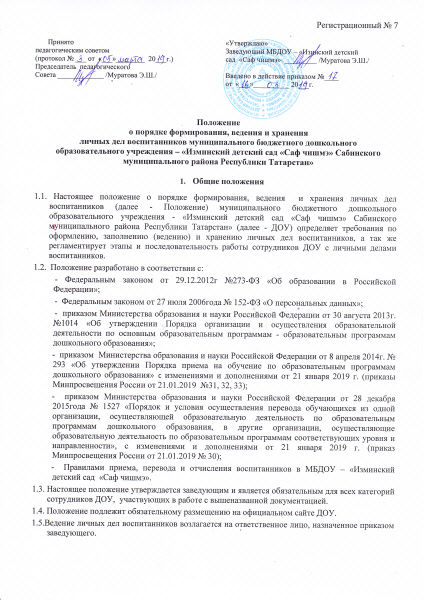 Регистрационный № 7
Принято
педагогическим советом
(протокол № 3 от «05» марта 2019 г.)
Председатель педагогического
Совета /Муратова Э.Ш./
«Утверждаю»
Заведующий МБДОУ – «Изминский детский
сад «Саф чишмэ» /Муратова Э.Ш./
Введено в действие приказом № 12
от «16» 03 2019г.
Положение
о порядке формирования, ведения и хранения
личных дел воспитанников муниципального бюджетного дошкольного
образовательного учреждения – «Изминский детский сад «Саф чишмэ» Сабинского
муниципального района Республики Татарстан»
1. Общие положения
1.1. Настоящее положение о порядке формирования, ведения и хранения личных дел
воспитанников (далее - Положение) муниципального бюджетного дошкольного
образовательного учреждения - «Изминский детский сад «Саф чишмэ» Сабинского
муниципального района Республики Татарстан» (далее - ДОУ) определяет требования по
оформлению, заполнению (ведению) и хранению личных дел воспитанников, а так же
регламентирует этапы и последовательность работы сотрудников ДОУ с личными делами
воспитанников.
1.2. Положение разработано в соответствии с:
- Федеральным законом от 29.12.2012г №273-ФЗ «Об образовании в Российской
Федерации»;
- Федеральным законом от 27 июля 2006года № 152-ФЗ «О персональных данных»;
- приказом Министерства образования и науки Российской Федерации от 30 августа 2013г.
№1014 «Об утверждении Порядка организации и осуществления образовательной
деятельности по основным образовательным программам - образовательным программам
дошкольного образования»;
- приказом Министерства образования и науки Российской Федерации от 8 апреля 2014г. №
293 «Об утверждении Порядка приема на обучение по образовательным программам
дошкольного образования» с изменениями и дополнениями от 21 января 2019 г. (приказы
Минпросвещения России от 21.01.2019 №31, 32, 33);
- приказом Министерства образования и науки Российской Федерации от 28 декабря
2015года № 1527 «Порядок и условия осуществления перевода обучающихся из одной
организации, осуществляющей образовательную деятельность по образовательным
программам дошкольного образования, в другие организации, осуществляющие
образовательную деятельность по образовательным программам соответствующих уровня и
направленности», с изменениями и дополнениями от 21 января 2019 г. (приказ
Минпросвещения России от 21.01.2019 № 30);
- Правилами приема, перевода и отчисления воспитанников в МБДОУ – «Изминский
детский сад «Саф чишмэ».
1.3. Настоящее положение утверждается заведующим и является обязательным для всех категорий
сотрудников ДОУ, участвующих в работе с вышеназванной документацией.
1.4. Положение подлежит обязательному размещению на официальном сайте ДОУ.
1.5.Ведение личных дел воспитанников возлагается на ответственное лицо, назначенное приказом
заведующего.